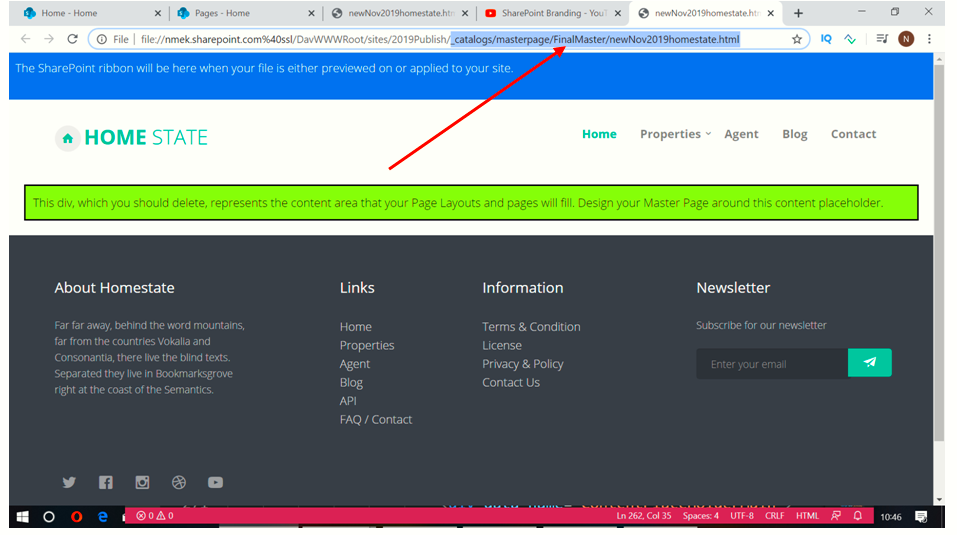 Home - Home
Pages - Home
newNov2019homestate.htm
SharePoint Branding - YouT
newNov2019homestate.htm
File | file://nmek.sharepoint.com%40ssl/DavWWWRoot/sites/2019Publish/_catalogs/masterpage/FinalMaster/newNov2019homestate.html
IQ
N
The SharePoint ribbon will be here when your file is either previewed on or applied to your site.
HOME STATE
Home Properties Agent Blog Contact
This div, which you should delete, represents the content area that your Page Layouts and pages will fill. Design your Master Page around this content placeholder.
About Homestate
Far far away, behind the word mountains,
far from the countries Vokalia and
Consonantia, there live the blind texts.
Separated they live in Bookmarksgrove
right at the coast of the Semantics.
Links
Home
Properties
Agent
Blog
API
FAQ / Contact
Information
Terms & Condition
License
Privacy & Policy
Contact Us
Newsletter
Subscribe for our newsletter
Enter your email
0 0
Ln 262, Col 35 Spaces: 4 UTF-8 CRLF HTML
10:46